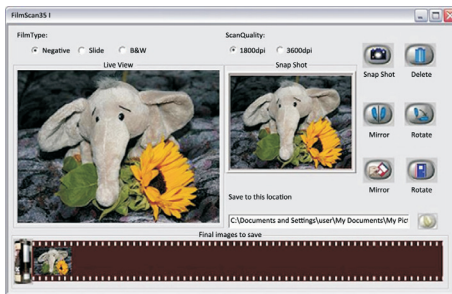 FilmScan35 I
FilmType:
ScanQuality:
Negative Slide B&W
1800dpi 3600dpi
Live View
Snap Shot
Snap Shot Delete
Mirror Rotate
Mirror Rotate
Save to this location
C:\Documents and Settings\user\My Documents\My Pict
Final images to save